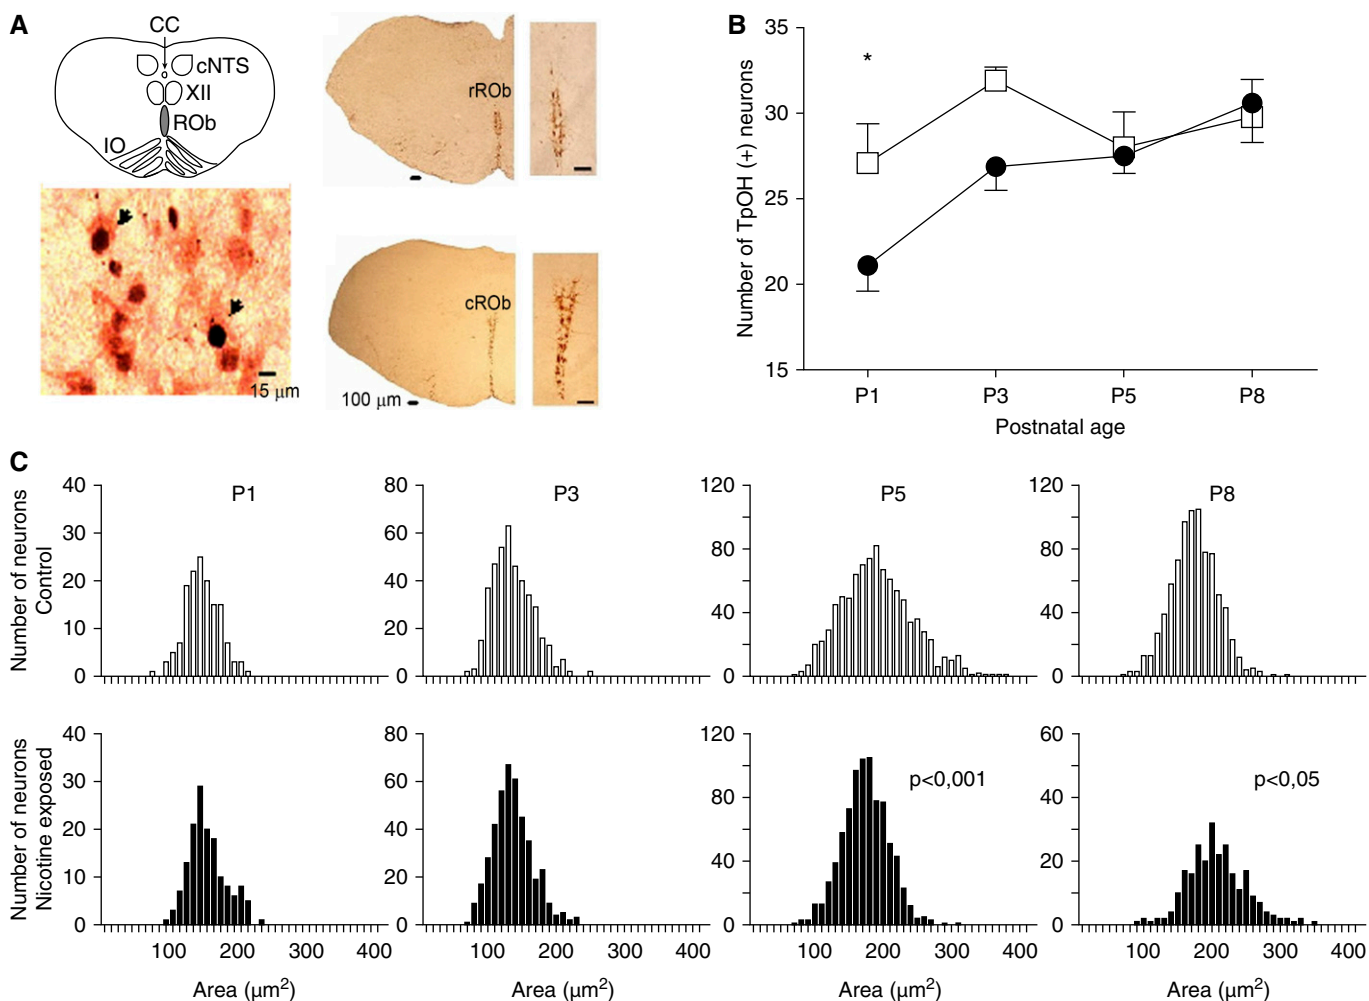 A
CC
cNTS
XII
ROb
IO
15 μm
rROb
cROb
100 μm
B
Number of TpOH (+) neurons
35
30
25
20
15
*
P1 P3 P5 P8
Postnatal age
C
Number of neurons
Control
40
30
20
10
0
P1
80
60
40
20
0
P3
120
80
40
0
P5
120
80
40
0
P8
Number of neurons
Nicotine exposed
40
30
20
10
0
100 200 300 400
Area (μm²)
80
60
40
20
0
100 200 300 400
Area (μm²)
120
80
40
0
p<0,001
100 200 300 400
Area (μm²)
60
40
20
0
p<0,05
100 200 300 400
Area (μm²)